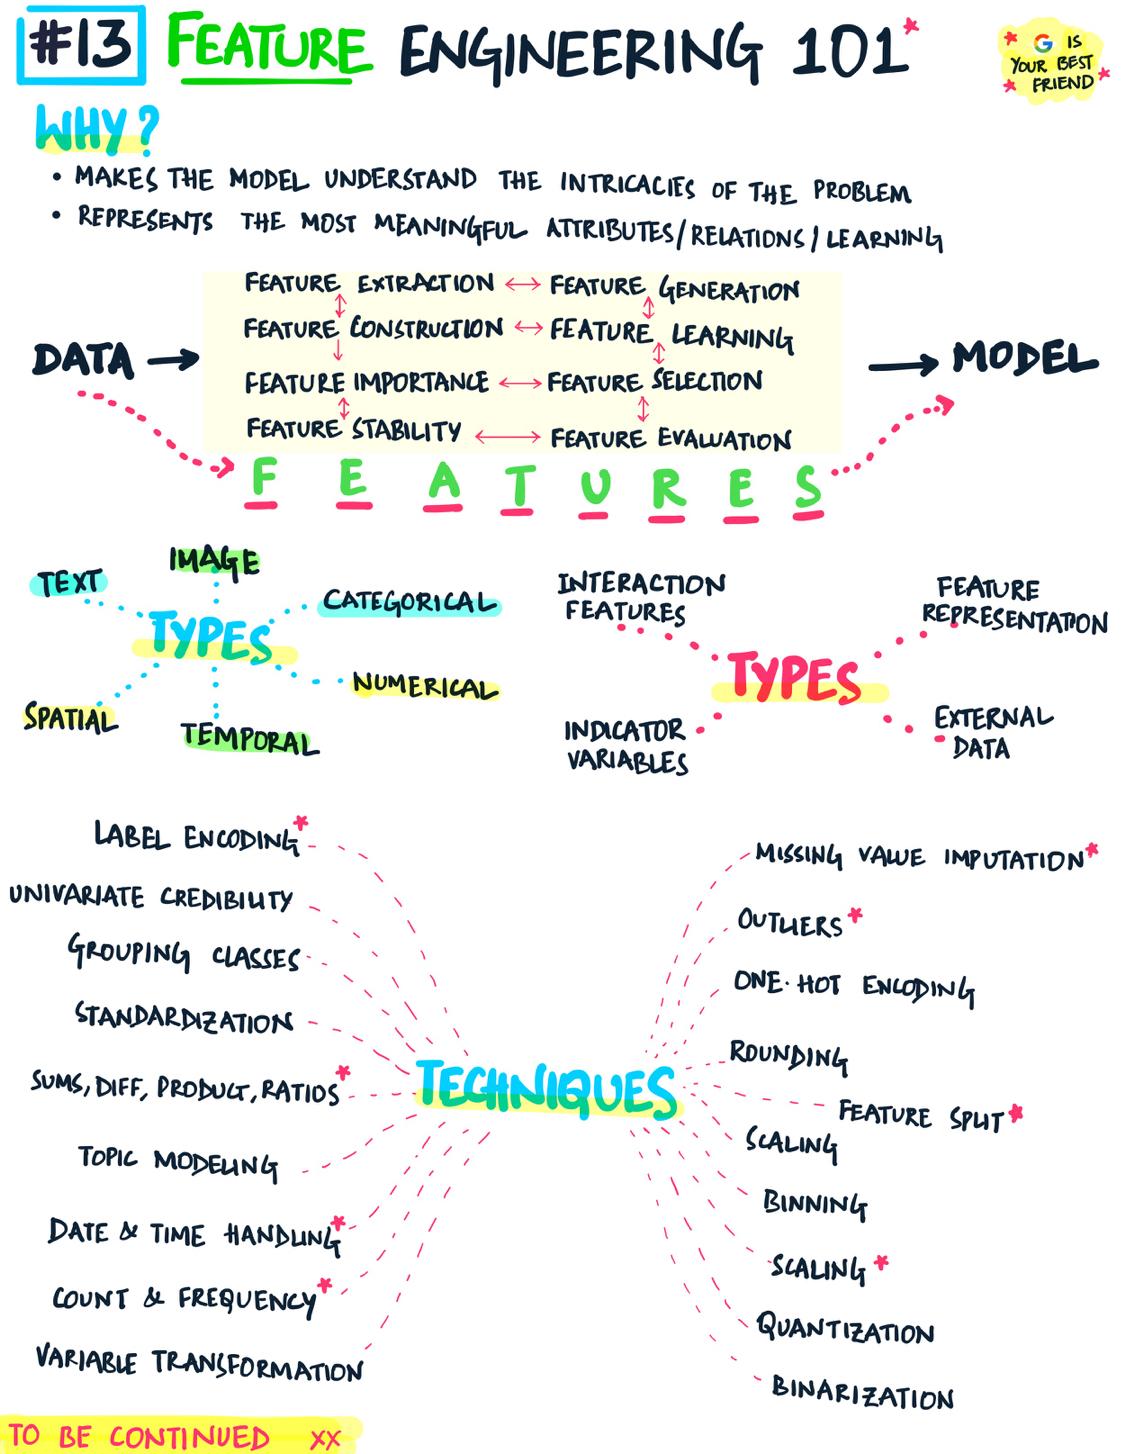 #13 FEATURE ENGINEERING 101*
G IS
YOUR BEST
FRIEND
WHY?
• MAKES THE MODEL UNDERSTAND THE INTRICACIES OF THE PROBLEM
• REPRESENTS THE MOST MEANINGFUL ATTRIBUTES/RELATIONS/LEARNING
FEATURE EXTRACTION ↔ FEATURE GENERATION
FEATURE CONSTRUCTION ↔ FEATURE LEARNING
DATA → → MODEL
FEATURE IMPORTANCE ↔ FEATURE SELECTION
FEATURE STABILITY ↔ FEATURE EVALUATION
F E A T U R E S
TEXT
IMAGE
CATEGORICAL
TYPES
NUMERICAL
SPATIAL
TEMPORAL
INTERACTION
FEATURES
FEATURE
REPRESENTATION
TYPES
INDICATOR
VARIABLES
EXTERNAL
DATA
LABEL ENCODING*
UNIVARIATE CREDIBILITY
GROUPING CLASSES
STANDARDIZATION
SUMS, DIFF, PRODUCT, RATIOS*
TOPIC MODELING
DATE & TIME HANDLING*
COUNT & FREQUENCY*
VARIABLE TRANSFORMATION
TECHNIQUES
MISSING VALUE IMPUTATION*
OUTLIERS*
ONE-HOT ENCODING
ROUNDING
FEATURE SPLIT*
SCALING
BINNING
SCALING*
QUANTIZATION
BINARIZATION
TO BE CONTINUED XX